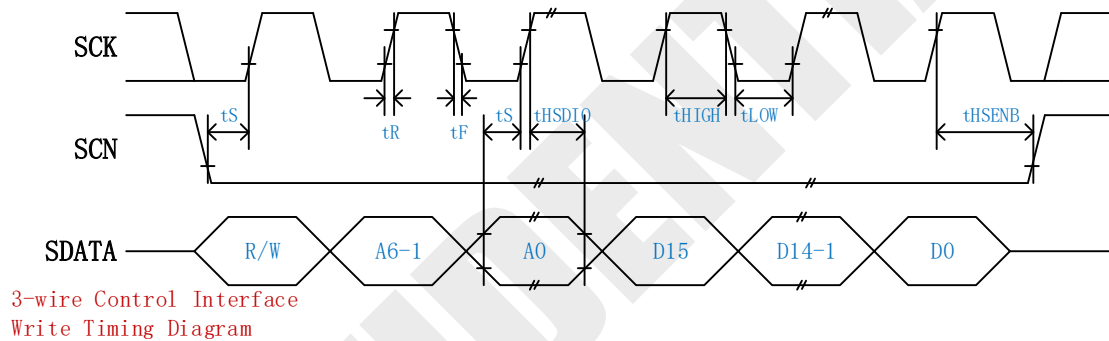 SCK
tS
tR
tF
tS
tHSDIO
tHIGH
tLOW
tHSENB
SCN
SDATA
R/W
A6-1
A0
D15
D14-1
D0
3-wire Control Interface
Write Timing Diagram